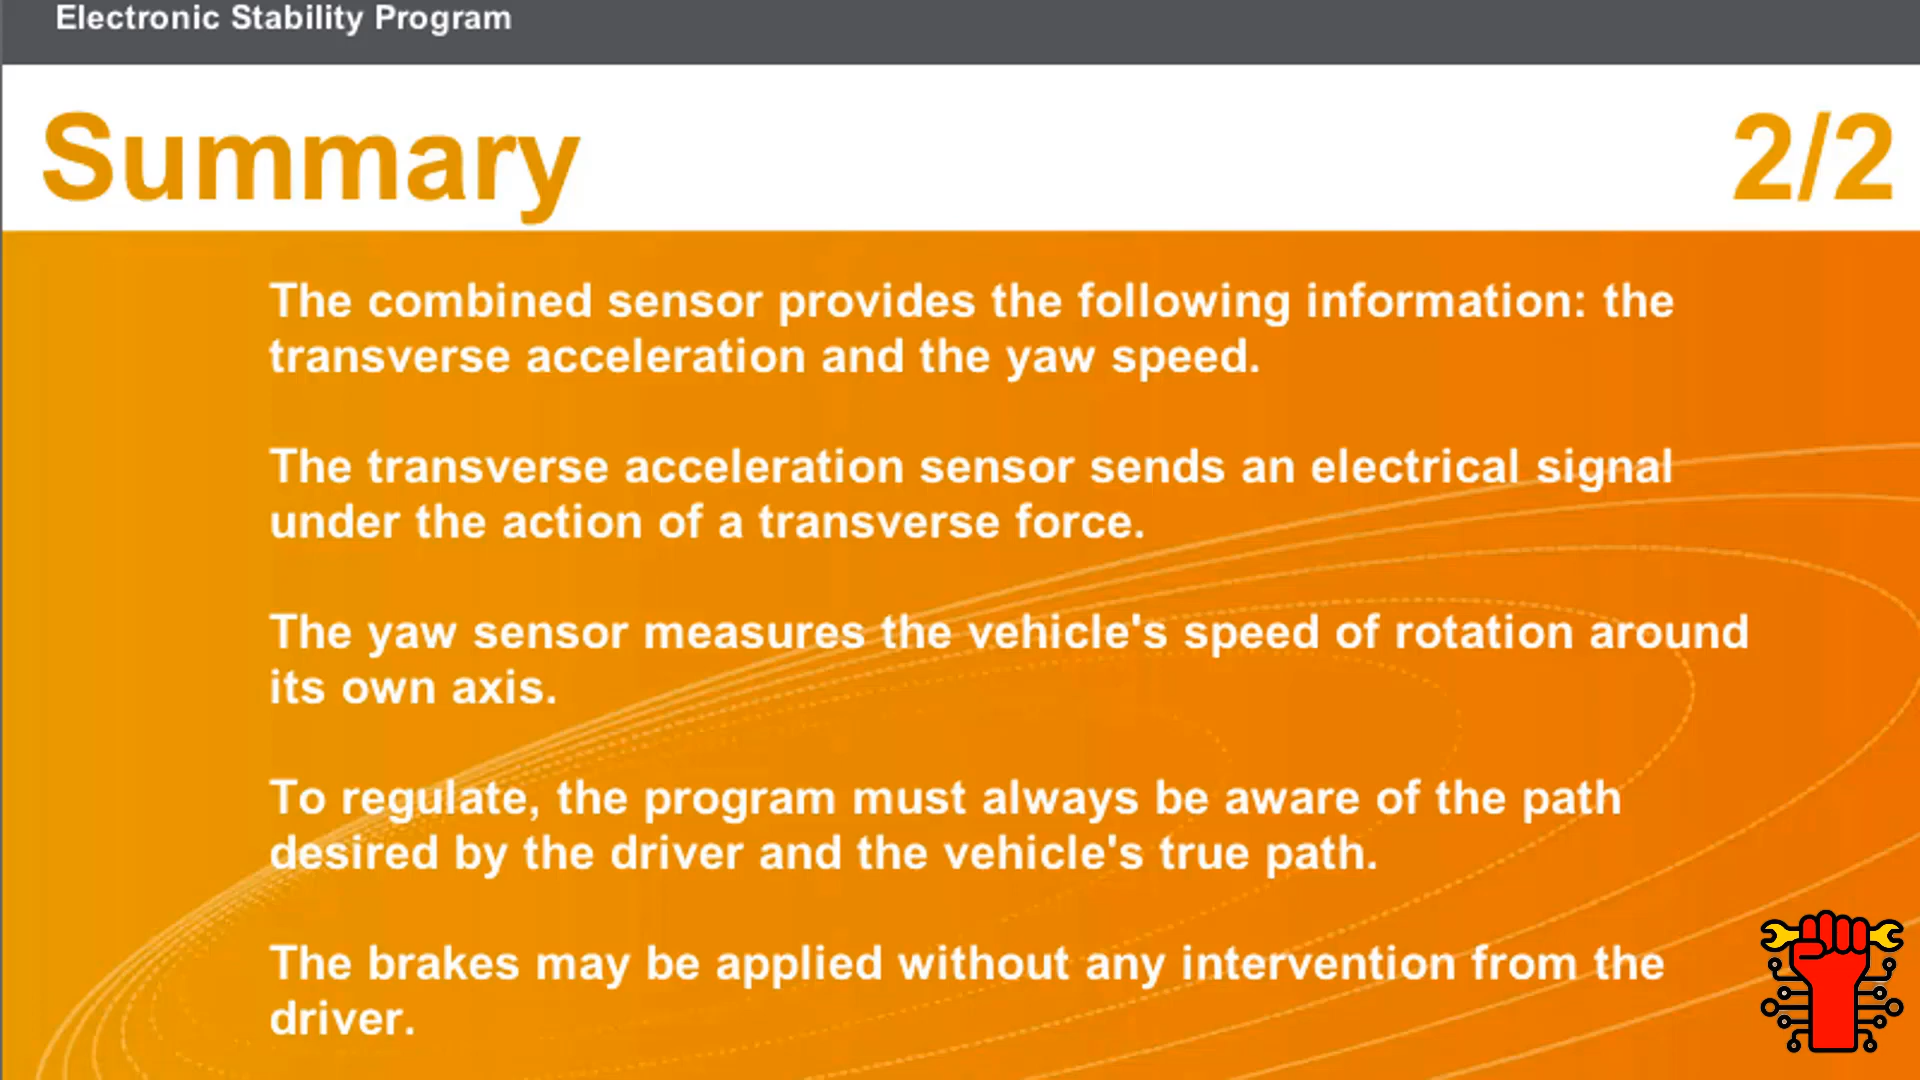 Electronic Stability Program
Summary
2/2
The combined sensor provides the following information: the
transverse acceleration and the yaw speed.
The transverse acceleration sensor sends an electrical signal
under the action of a transverse force.
The yaw sensor measures the vehicle's speed of rotation around
its own axis.
To regulate, the program must always be aware of the path
desired by the driver and the vehicle's true path.
The brakes may be applied without any intervention from the
driver.